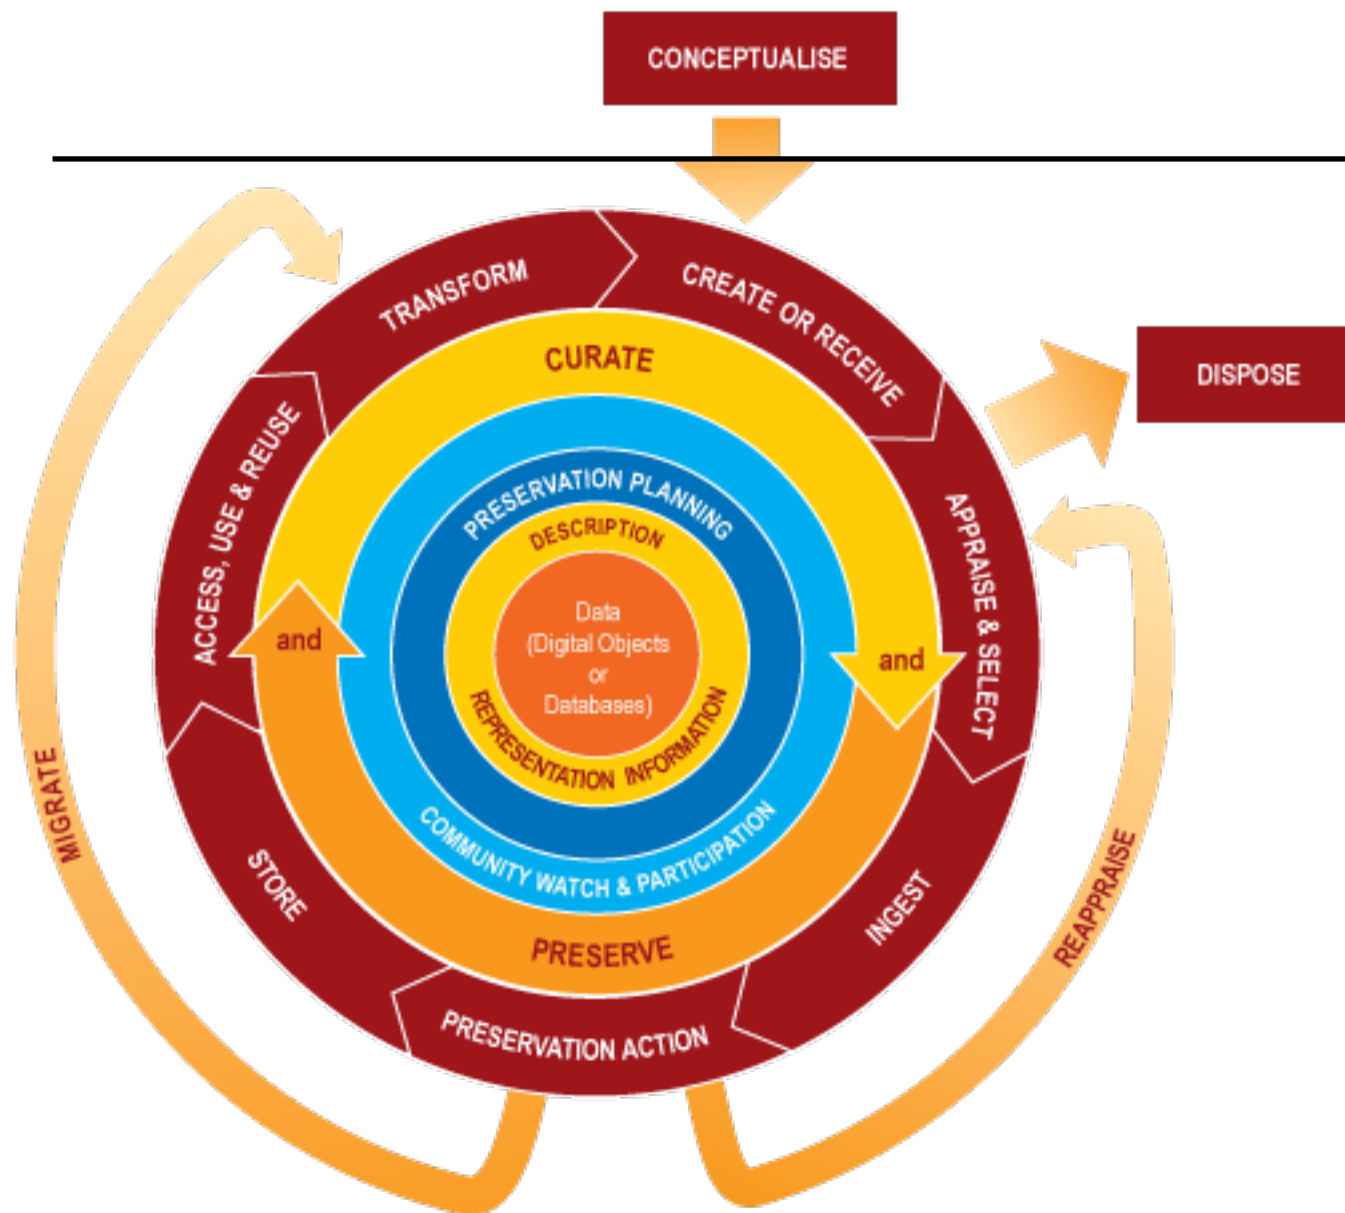 CONCEPTUALISE
TRANSFORM
CREATE OR RECEIVE
DISPOSE
CURATE
ACCESS, USE & REUSE
APPRAISE & SELECT
PRESERVATION PLANNING
DESCRIPTION
Data
(Digital Objects
or
Databases)
and
and
REPRESENTATION INFORMATION
COMMUNITY WATCH & PARTICIPATION
MIGRATE
STORE
INGEST
REAPPRAISE
PRESERVE
PRESERVATION ACTION